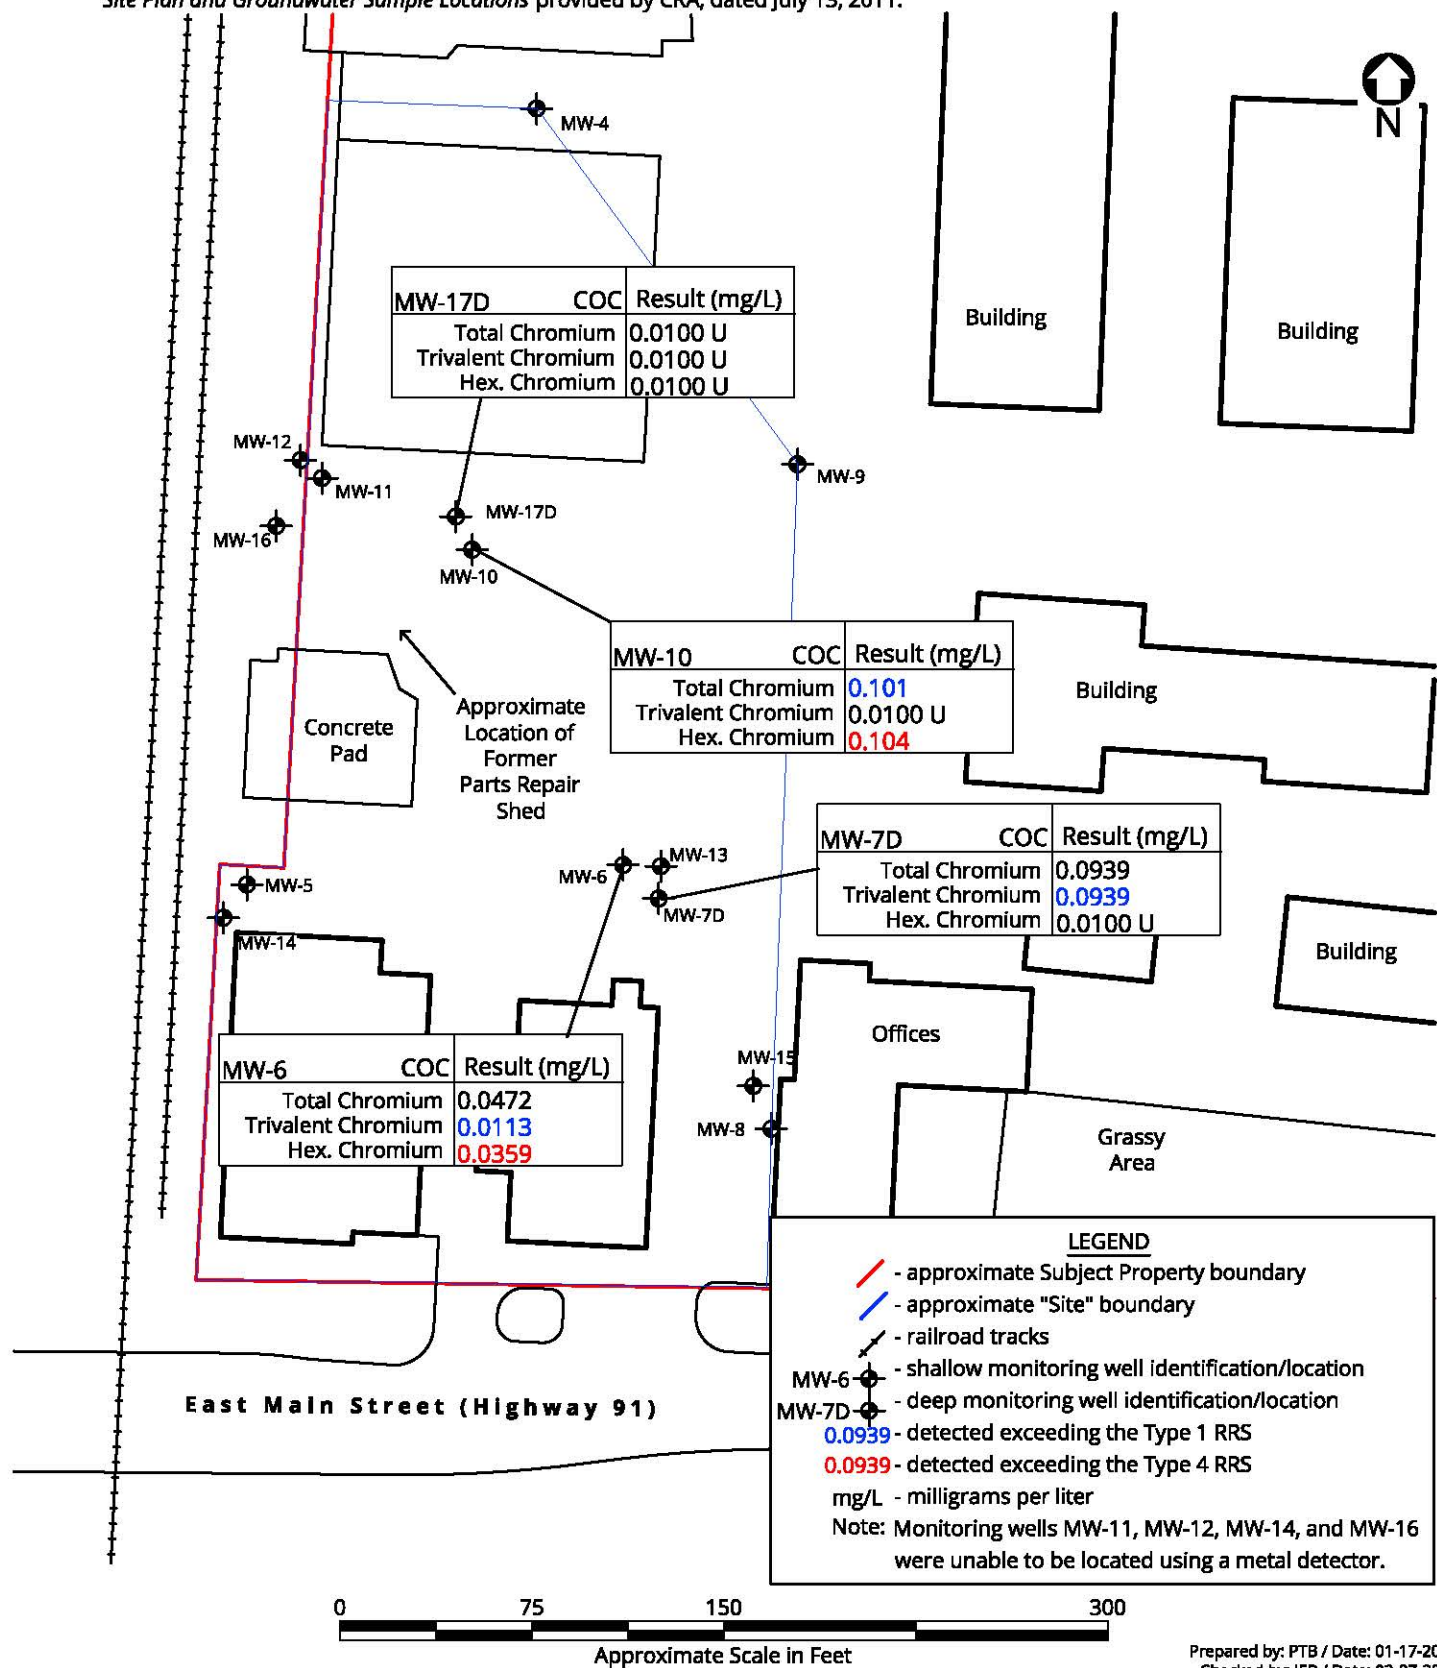 Site Plan and Groundwater Sample Locations provided by CRA, dated July 13, 2011.
N
MW-4
MW-17D COC Result (mg/L)
Total Chromium 0.0100 U
Trivalent Chromium 0.0100 U
Hex. Chromium 0.0100 U
Building
Building
MW-12
MW-11
MW-9
MW-17D
MW-16
MW-10
MW-10 COC Result (mg/L)
Total Chromium 0.101
Trivalent Chromium 0.0100 U
Hex. Chromium 0.104
Building
Approximate
Location of
Former
Parts Repair
Shed
Concrete
Pad
MW-7D COC Result (mg/L)
Total Chromium 0.0939
Trivalent Chromium 0.0939
Hex. Chromium 0.0100 U
MW-13
MW-6
MW-5
MW-7D
MW-14
Building
Offices
MW-15
MW-6 COC Result (mg/L)
Total Chromium 0.0472
Trivalent Chromium 0.0113
Hex. Chromium 0.0359
MW-8
Grassy
Area
LEGEND
- approximate Subject Property boundary
- approximate "Site" boundary
- railroad tracks
MW-6 - shallow monitoring well identification/location
MW-7D - deep monitoring well identification/location
0.0939 - detected exceeding the Type 1 RRS
0.0939 - detected exceeding the Type 4 RRS
mg/L - milligrams per liter
Note: Monitoring wells MW-11, MW-12, MW-14, and MW-16
were unable to be located using a metal detector.
East Main Street (Highway 91)
0 75 150 300
Approximate Scale in Feet
Prepared by: PTB / Date: 01-17-20